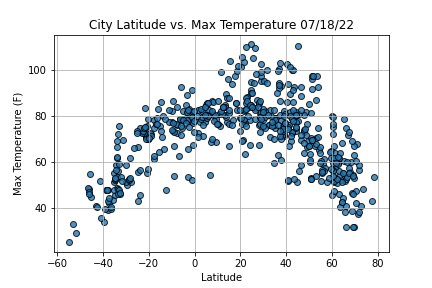 City Latitude vs. Max Temperature 07/18/22
Max Temperature (F)
100
80
60
40
−60 −40 −20 0 20 40 60 80
Latitude